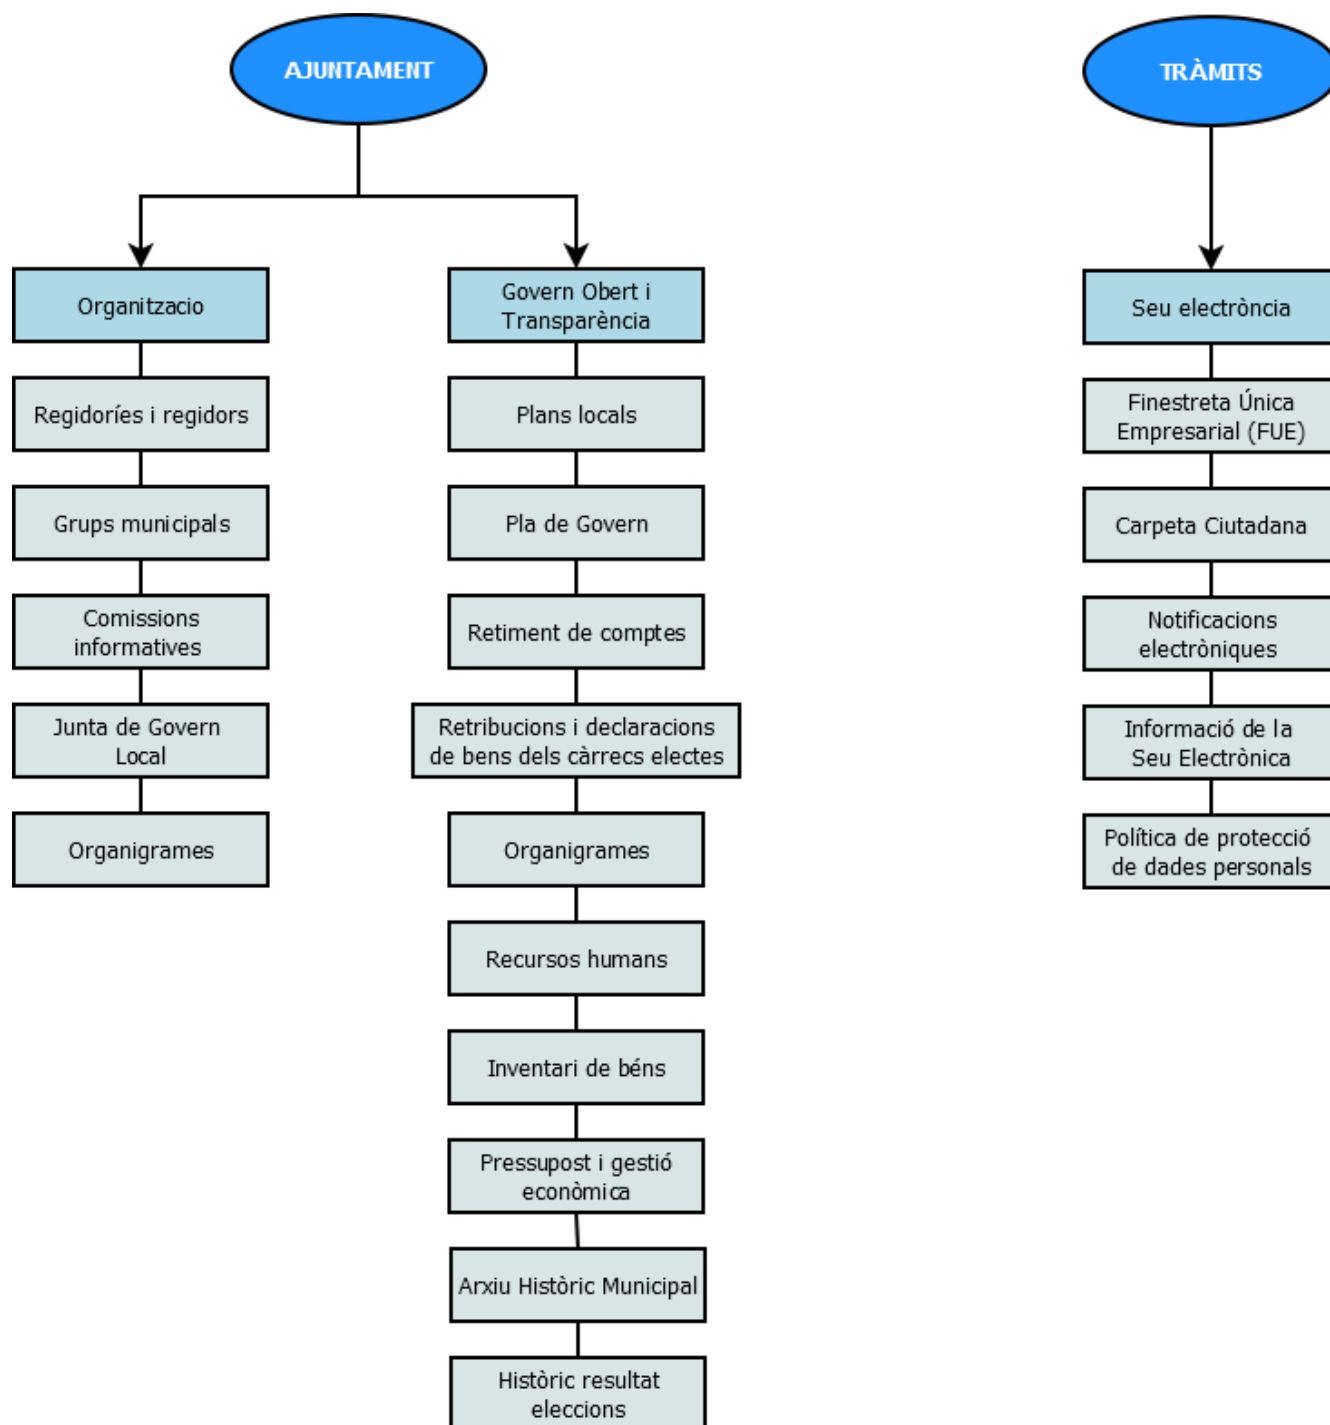 AJUNTAMENT
Organitzacio
Regidoríes i regidors
Grups municipals
Comissions
informatives
Junta de Govern
Local
Organigrames
Govern Obert i
Transparència
Plans locals
Pla de Govern
Retiment de comptes
Retribucions i declaracions
de bens dels càrrecs electes
Organigrames
Recursos humans
Inventari de béns
Pressupost i gestió
econòmica
Arxiu Històric Municipal
Històric resultat
eleccions
TRÀMITS
Seu electròncia
Finestreta Única
Empresarial (FUE)
Carpeta Ciutadana
Notificacions
electròniques
Informació de la
Seu Electrònica
Política de protecció
de dades personals